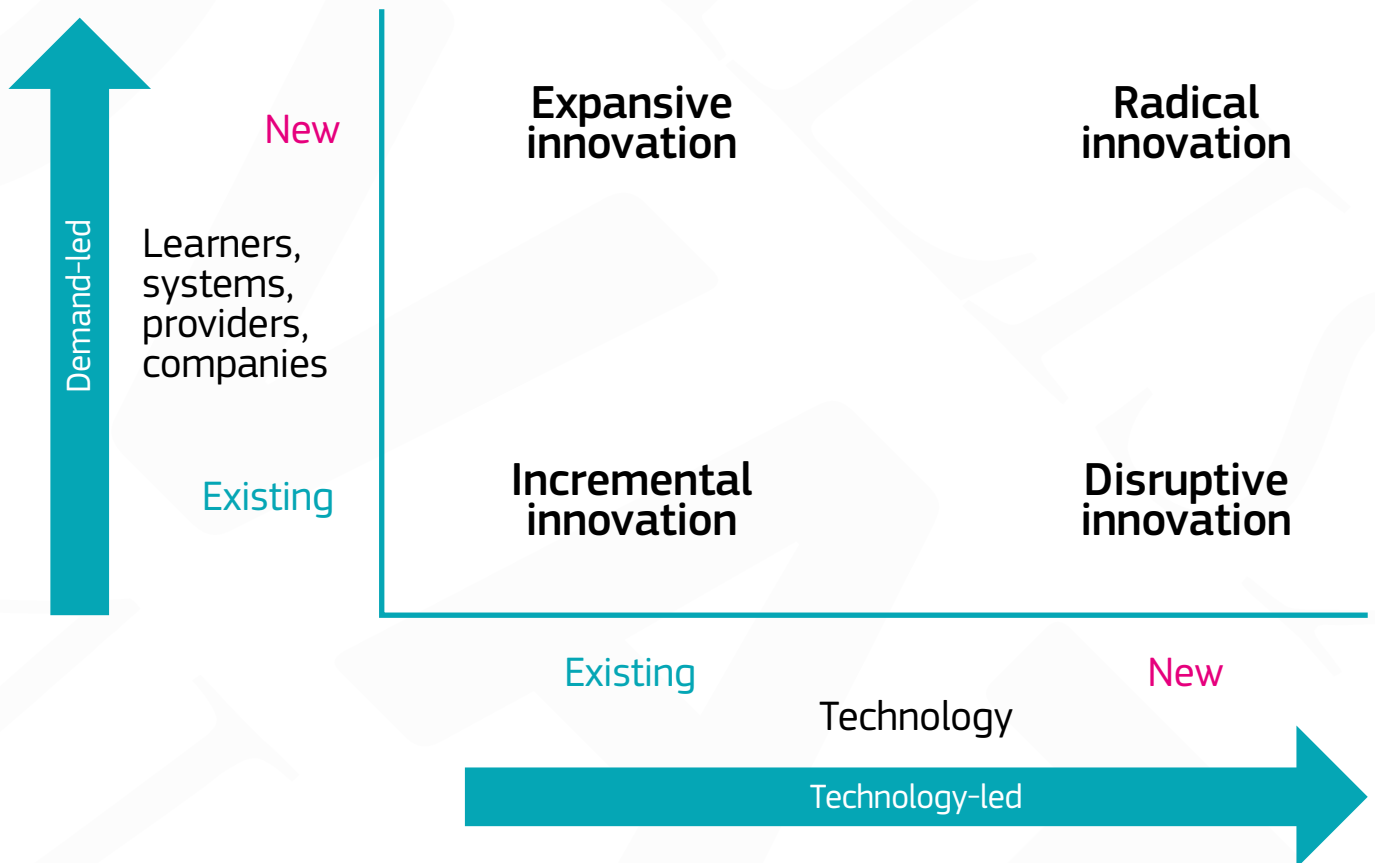 Expansive
innovation
Radical
innovation
New
Demand-led
Learners,
systems,
providers,
companies
Existing
Incremental
innovation
Disruptive
innovation
Existing
New
Technology
Technology-led